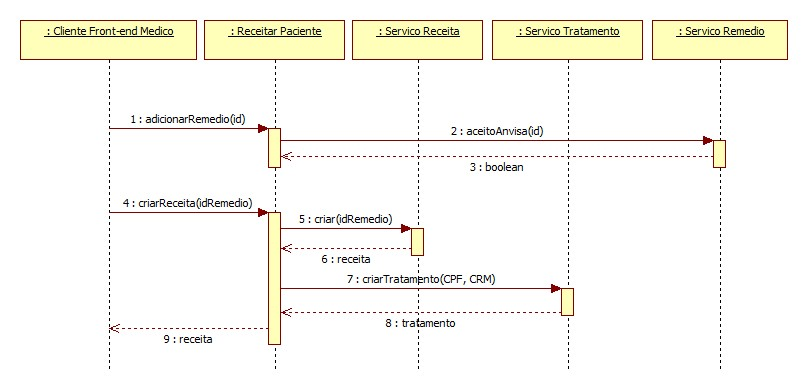 : Cliente Front-end Medico
: Receitar Paciente
: Servico Receita
: Servico Tratamento
: Servico Remedio
1 : adicionarRemedio(id)
2 : aceitoAnvisa(id)
3 : boolean
4 : criarReceita(idRemedio)
5 : criar(idRemedio)
6 : receita
7 : criarTratamento(CPF, CRM)
8 : tratamento
9 : receita